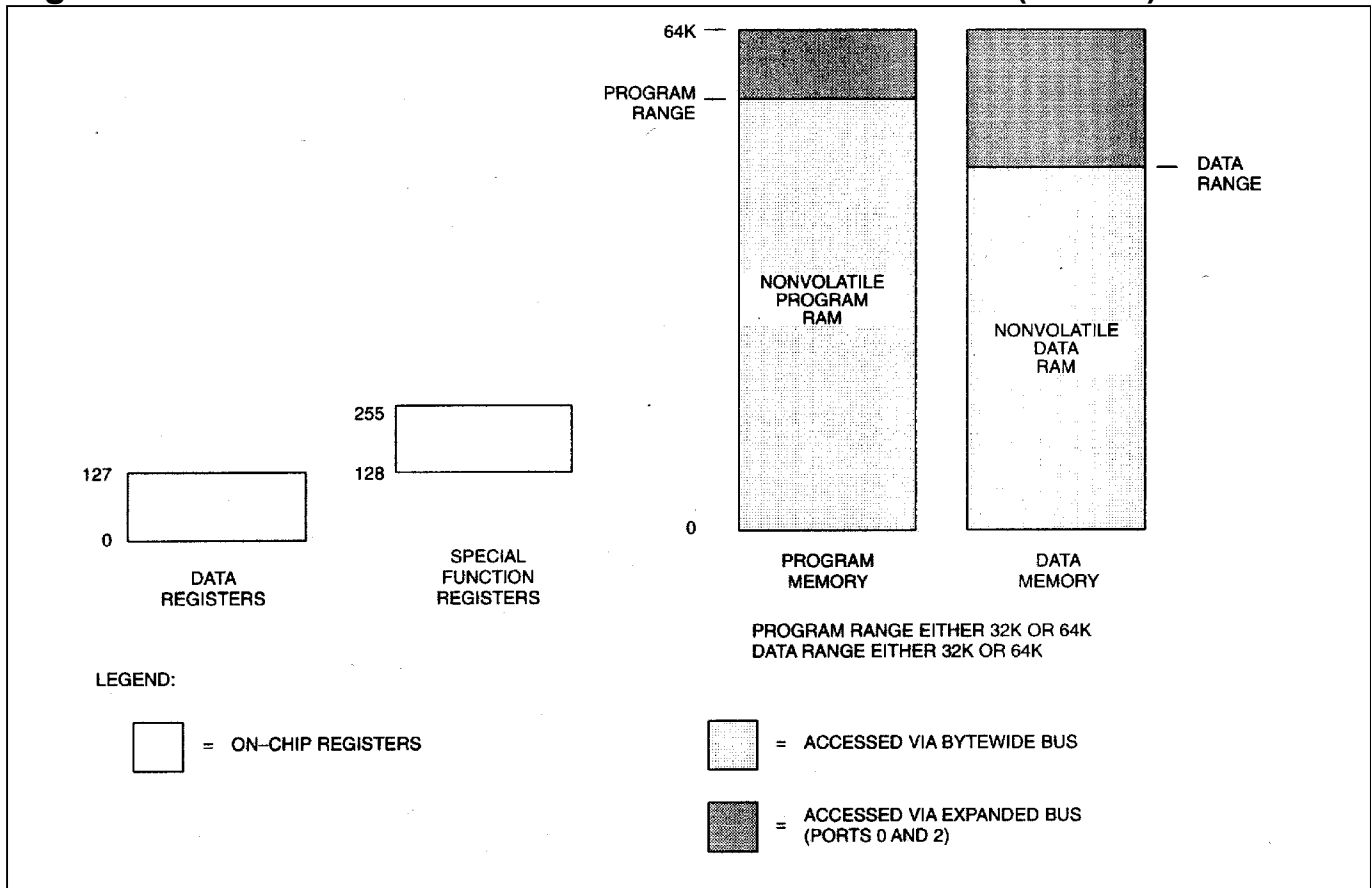 64K
PROGRAM
RANGE
DATA
RANGE
NONVOLATILE
PROGRAM
RAM
NONVOLATILE
DATA
RAM
255
128
127
0
0
DATA
REGISTERS
SPECIAL
FUNCTION
REGISTERS
PROGRAM
MEMORY
DATA
MEMORY
PROGRAM RANGE EITHER 32K OR 64K
DATA RANGE EITHER 32K OR 64K
LEGEND:
= ON–CHIP REGISTERS
= ACCESSED VIA BYTEWIDE BUS
= ACCESSED VIA EXPANDED BUS
(PORTS 0 AND 2)